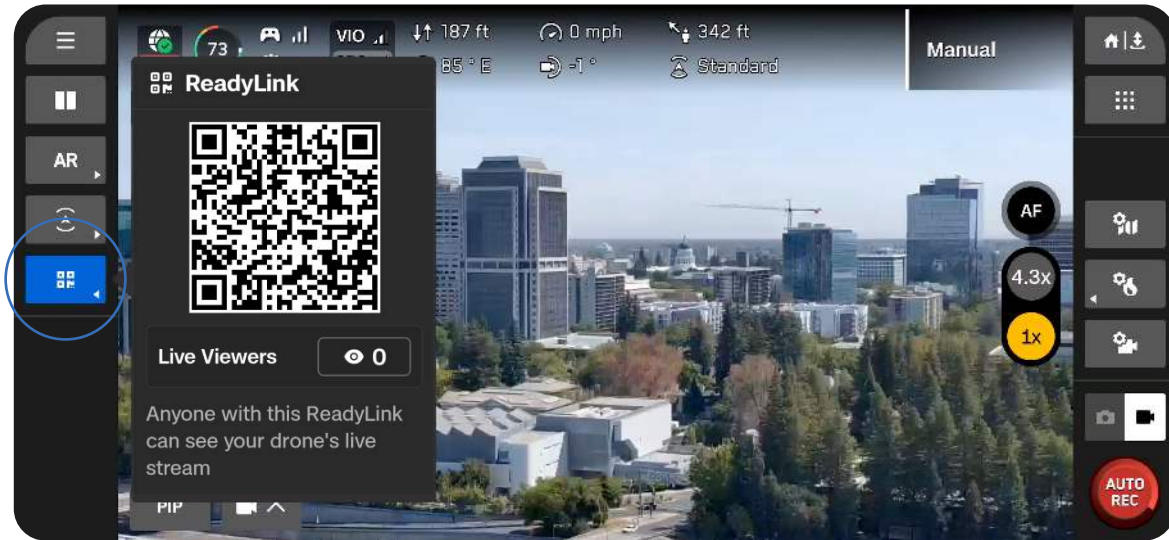 73
VIO
187 ft
0 mph
342 ft
85 ° E
-1 °
Standard
Manual
ReadyLink
AR
Live Viewers
0
Anyone with this ReadyLink
can see your drone's live
stream
PIP
AF
4.3x
1x
AUTO
REC